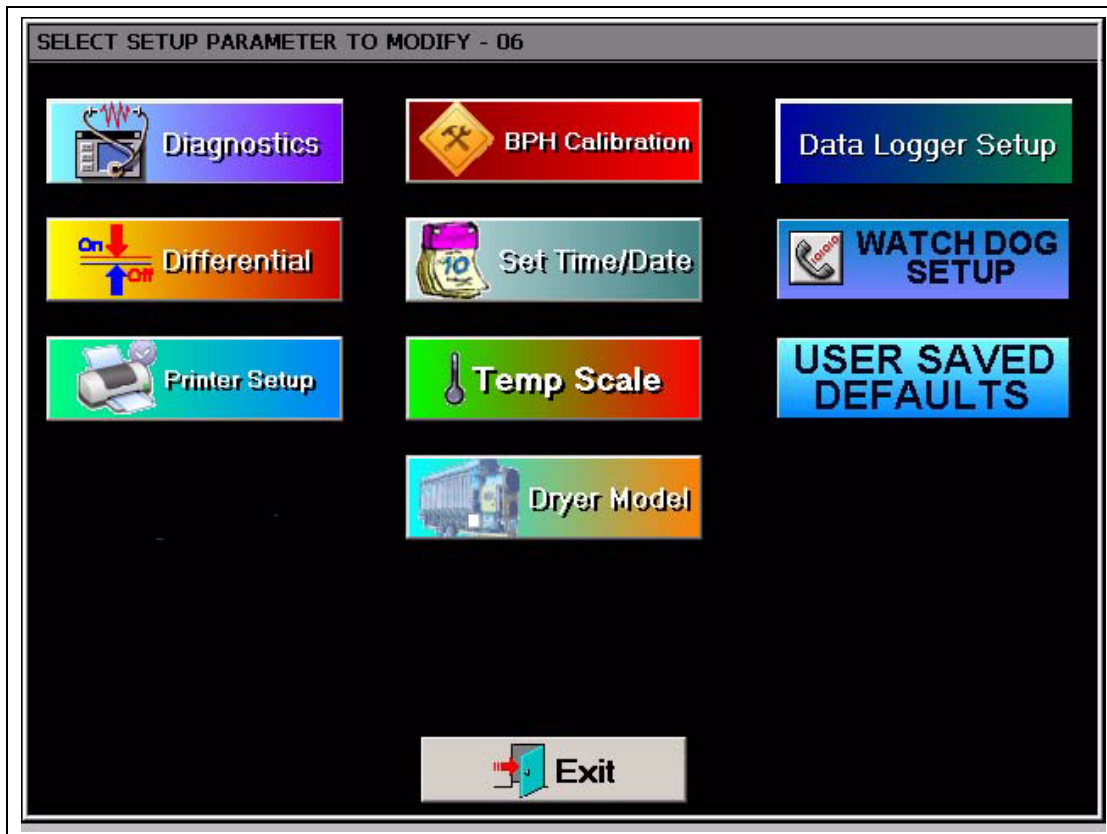 SELECT SETUP PARAMETER TO MODIFY - 06
Diagnostics
BPH Calibration
Data Logger Setup
On
Off
Differential
10
Set Time/Date
101010
WATCH DOG
SETUP
Printer Setup
Temp Scale
USER SAVED
DEFAULTS
Dryer Model
Exit